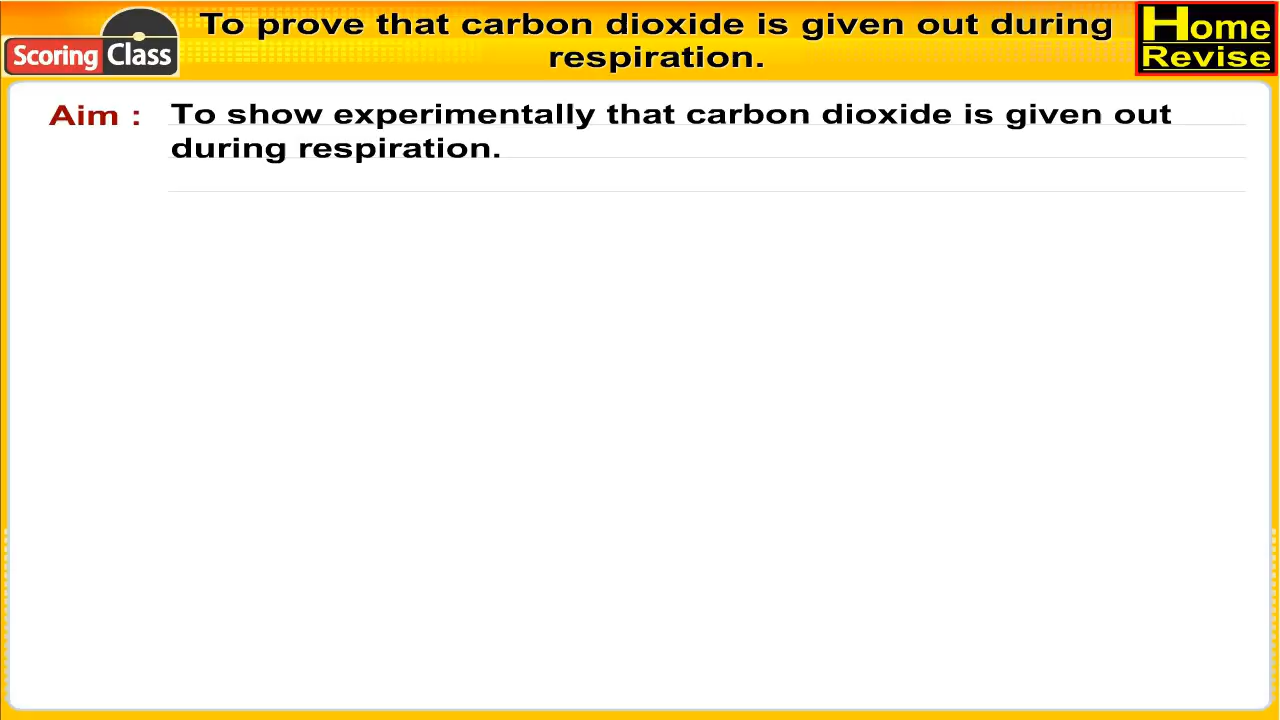 To prove that carbon dioxide is given out during
respiration.
Scoring Class
Home
Revise
Aim : To show experimentally that carbon dioxide is given out
during respiration.